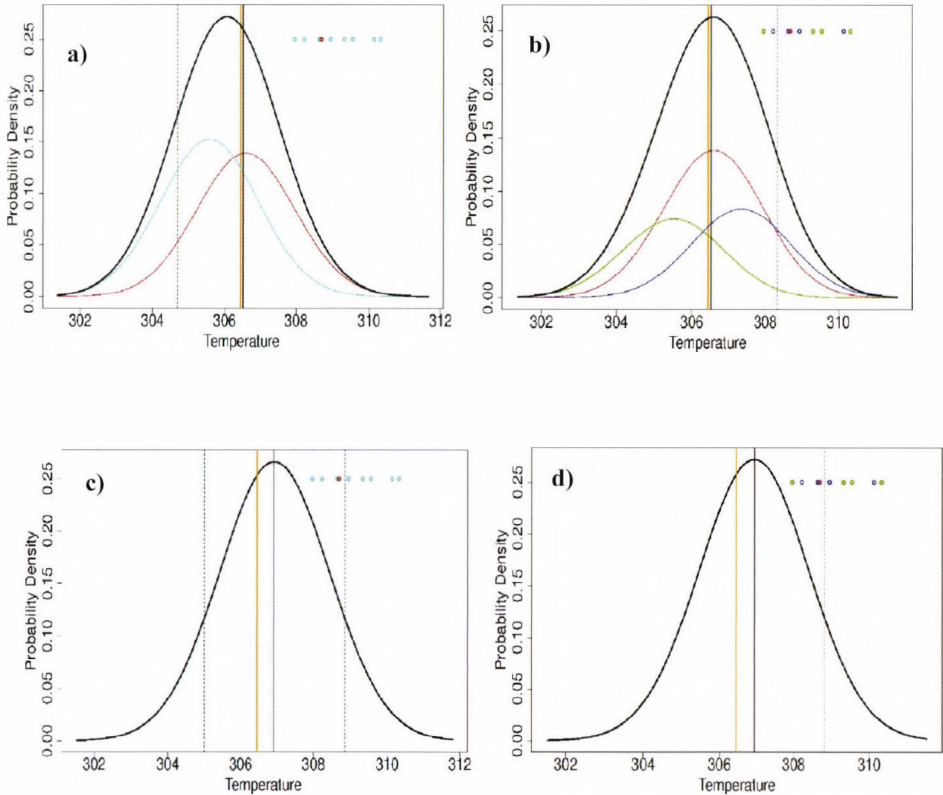 a)
Probability Density
0.00 0.05 0.10 0.15 0.20 0.25
302 304 306 308 310 312
Temperature
b)
Probability Density
0.00 0.05 0.10 0.15 0.20 0.25
302 304 306 308 310
Temperature
c)
Probability Density
0.00 0.05 0.10 0.15 0.20 0.25
302 304 306 308 310 312
Temperature
d)
Probability Density
0.00 0.05 0.10 0.15 0.20 0.25
302 304 306 308 310
Temperature